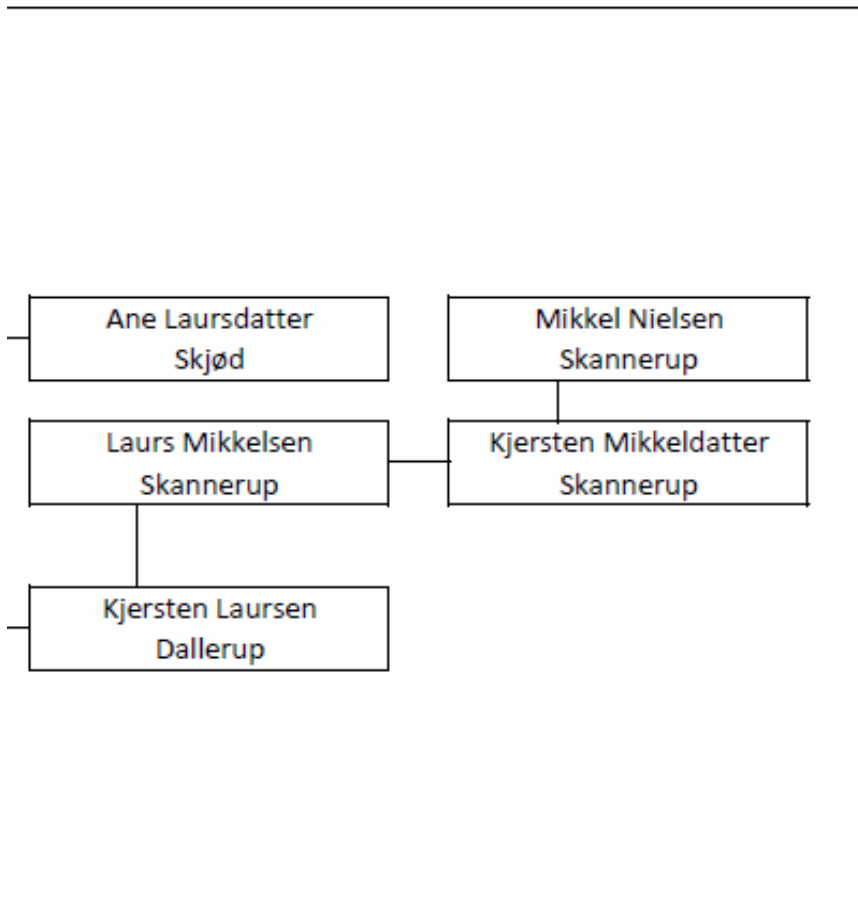 Ane Laursdatter
Skjød
Mikkel Nielsen
Skannerup
Laurs Mikkelsen
Skannerup
Kjersten Mikkeldatter
Skannerup
Kjersten Laursen
Dallerup